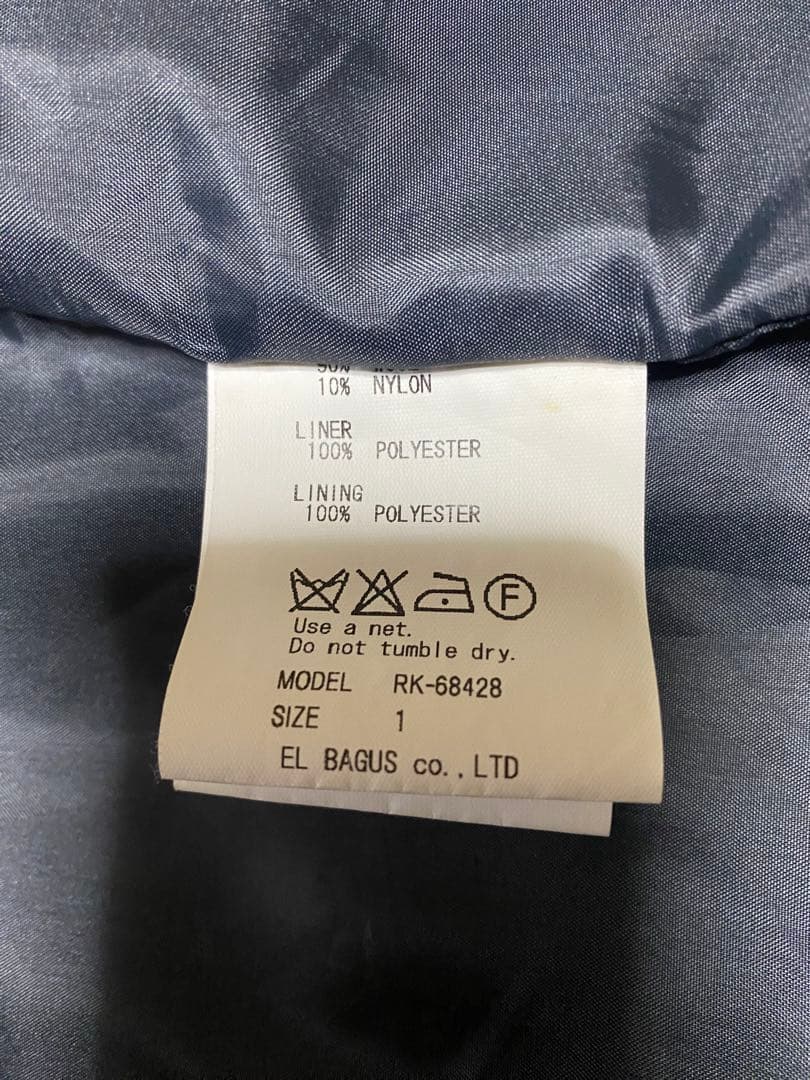 10% NYLON
LINER
100% POLYESTER
LINING
100% POLYESTER
F
Use a net.
Do not tumble dry.
MODEL RK-68428
SIZE 1
EL BAGUS co.,LTD